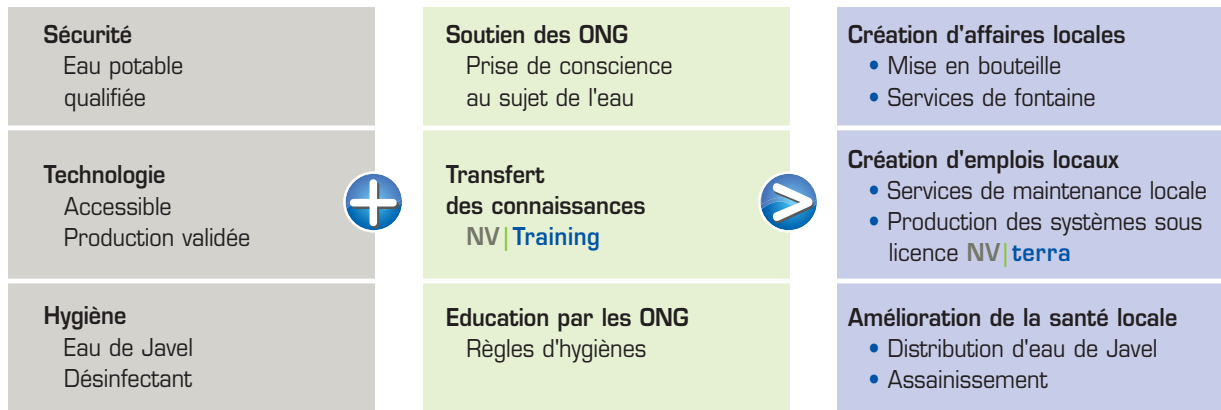 Sécurité
Eau potable
qualifiée
Technologie
Accessible
Production validée
Hygiène
Eau de Javel
Désinfectant
+
Soutien des ONG
Prise de conscience
au sujet de l'eau
Transfert
des connaissances
NV|Training
Education par les ONG
Règles d'hygiènes
>
Création d'affaires locales
• Mise en bouteille
• Services de fontaine
Création d'emplois locaux
• Services de maintenance locale
• Production des systèmes sous
licence NV|terra
Amélioration de la santé locale
• Distribution d'eau de Javel
• Assainissement